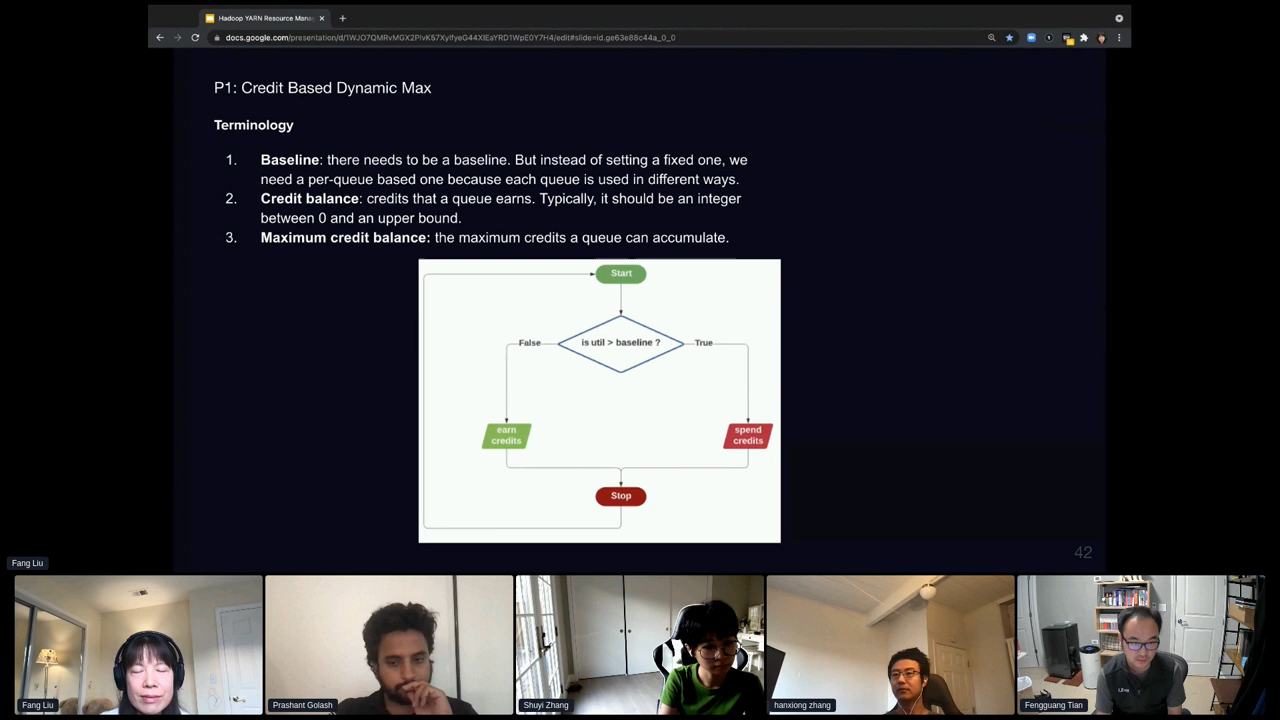 Hadoop YARN Resource Mana
docs.google.com/presentation/d/1WJO7QMRvMGX2PlvK57XyIfyeG44XIEaYRD1WpE0Y7H4/edit#slide=id.ge63e88c44a_0_0
P1: Credit Based Dynamic Max
Terminology
1. Baseline: there needs to be a baseline. But instead of setting a fixed one, we
need a per-queue based one because each queue is used in different ways.
2. Credit balance: credits that a queue earns. Typically, it should be an integer
between 0 and an upper bound.
3. Maximum credit balance: the maximum credits a queue can accumulate.
Start
False
is util > baseline ?
True
earn
credits
spend
credits
Stop
42
Fang Liu
Fang Liu
Prashant Golash
Shuyi Zhang
hanxiong zhang
Fengguang Tian